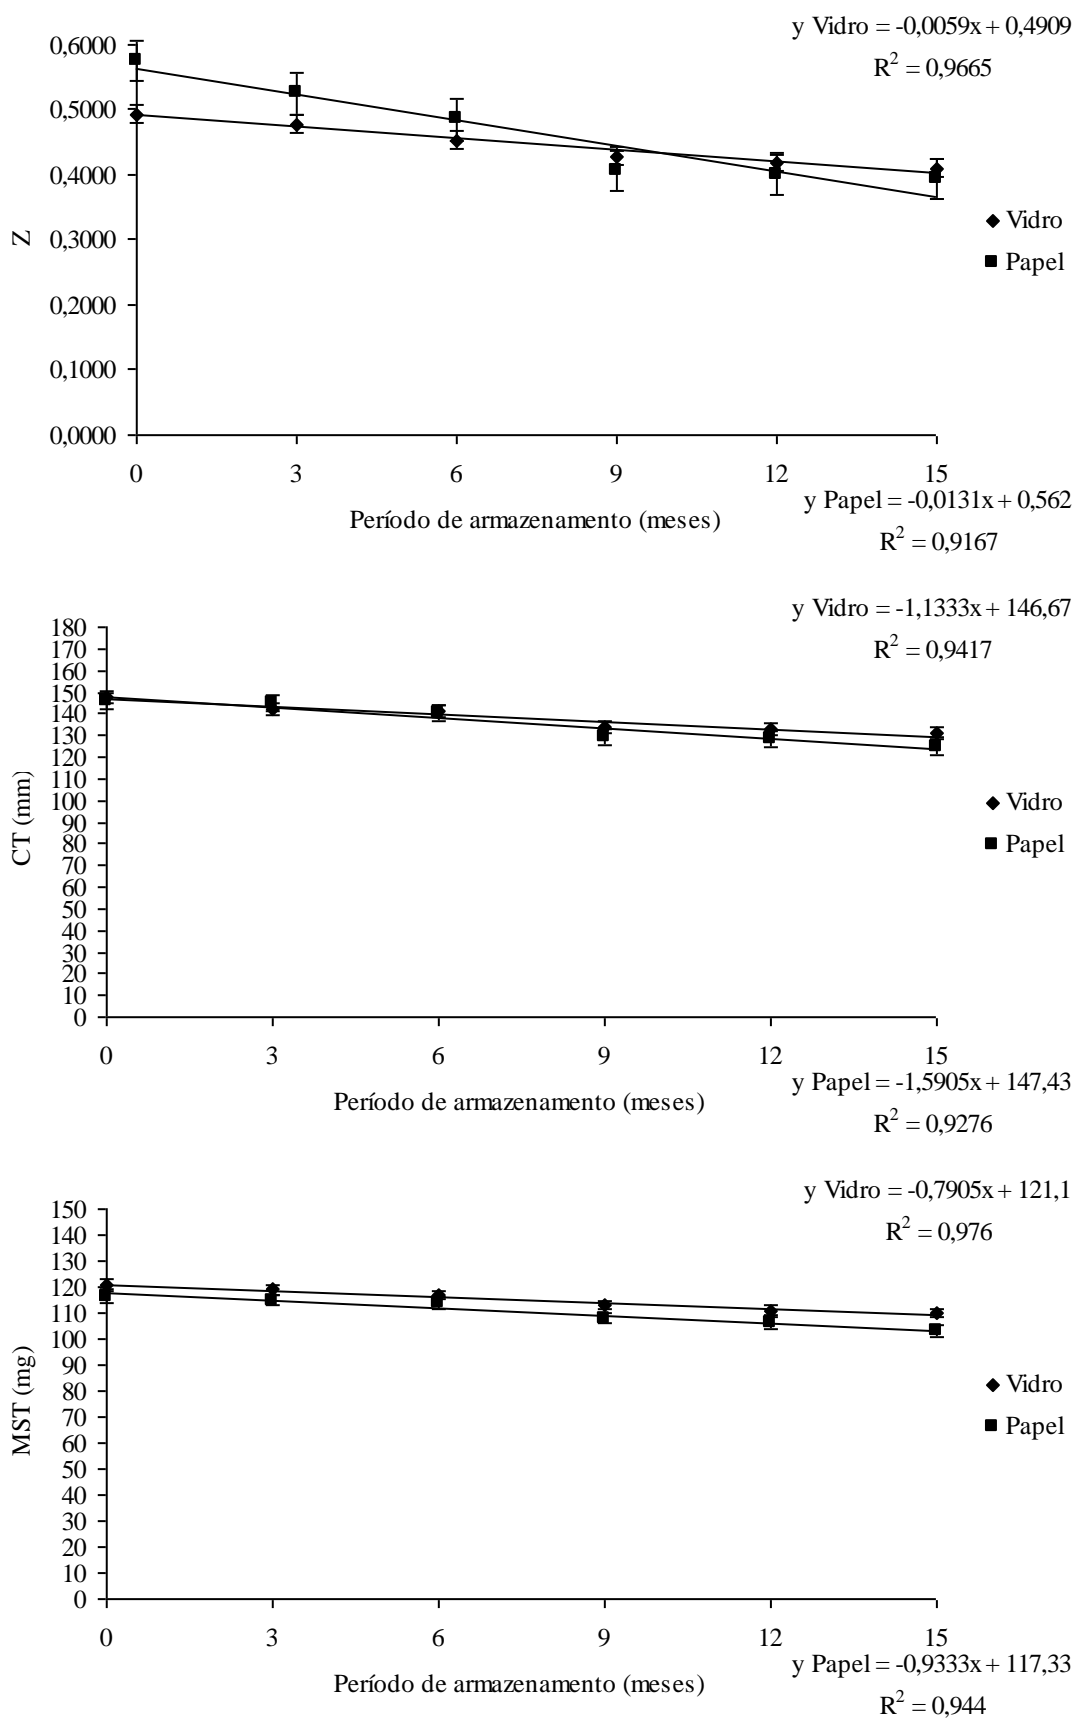 y Vidro = -0,0059x + 0,4909
R² = 0,9665
0,6000
0,5000
0,4000
0,3000
0,2000
0,1000
0,0000
Z
Vidro
Papel
0 3 6 9 12 15
Período de armazenamento (meses)
y Papel = -0,0131x + 0,562
R² = 0,9167
y Vidro = -1,1333x + 146,67
R² = 0,9417
180
170
160
150
140
130
120
110
100
90
80
70
60
50
40
30
20
10
0
CT (mm)
Vidro
Papel
0 3 6 9 12 15
Período de armazenamento (meses)
y Papel = -1,5905x + 147,43
R² = 0,9276
y Vidro = -0,7905x + 121,1
R² = 0,976
150
140
130
120
110
100
90
80
70
60
50
40
30
20
10
0
MST (mg)
Vidro
Papel
0 3 6 9 12 15
Período de armazenamento (meses)
y Papel = -0,9333x + 117,33
R² = 0,944